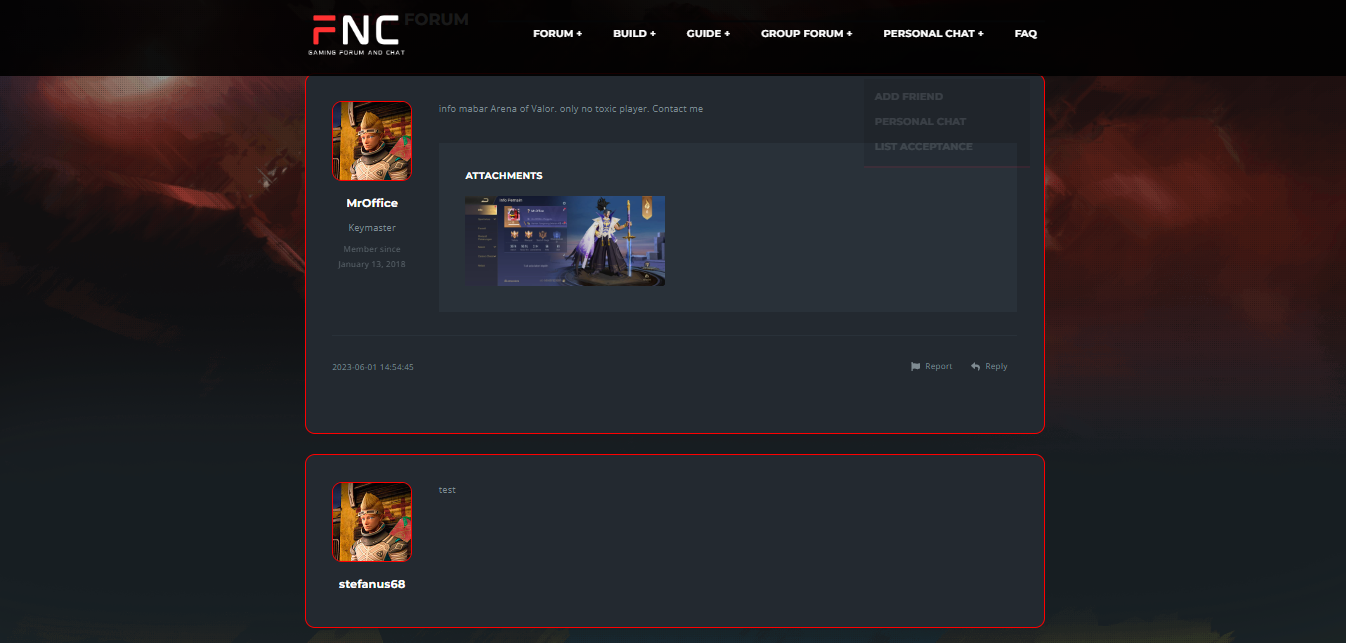 FNC
GAMING FORUM AND CHAT
FORUM
FORUM +
BUILD +
GUIDE +
GROUP FORUM +
PERSONAL CHAT +
FAQ
ADD FRIEND
PERSONAL CHAT
LIST ACCEPTANCE
info mabar Arena of Valor. only no toxic player. Contact me
ATTACHMENTS
MrOffice
MrOffice
Keymaster
Member since
January 13, 2018
2023-06-01 14:54:45
Report
Reply
test
stefanus68